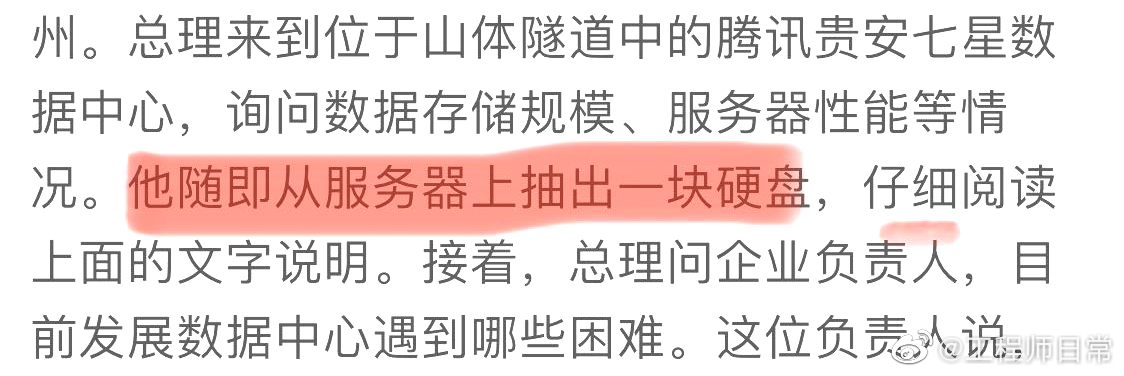 州。总理来到位于山体隧道中的腾讯贵安七星数
据中心，询问数据存储规模、服务器性能等情
况。他随即从服务器上抽出一块硬盘，仔细阅读
上面的文字说明。接着，总理问企业负责人，目
前发展数据中心遇到哪些困难。这位负责人说，
@工程师日常